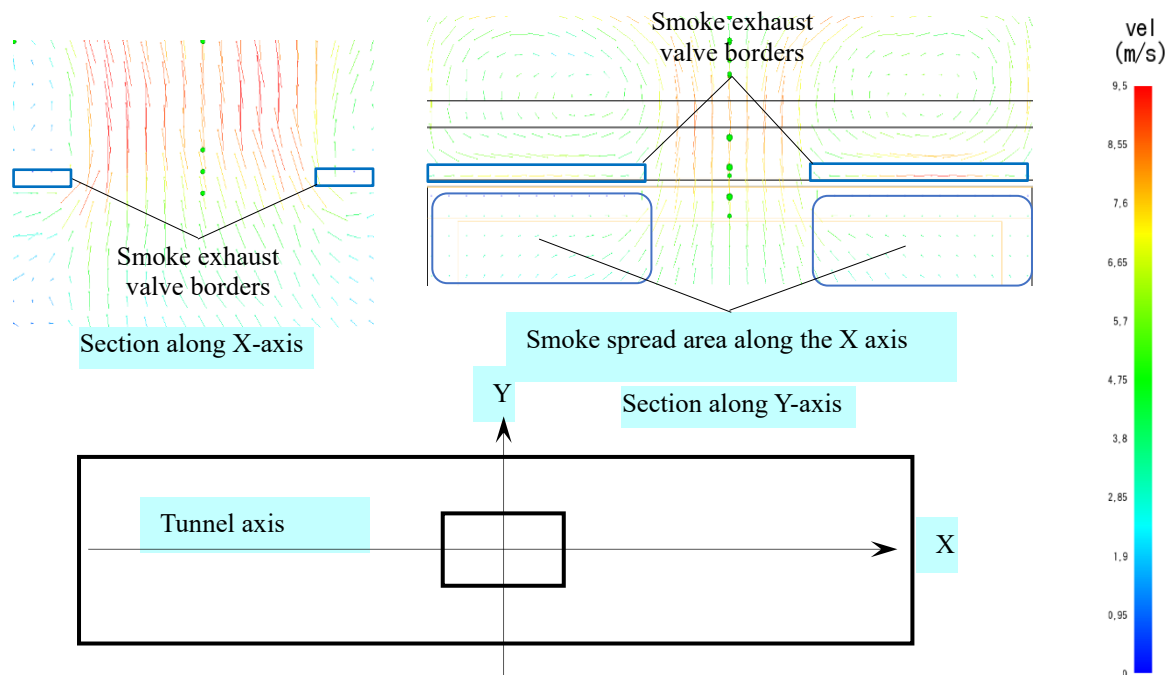 Smoke exhaust
valve borders
Smoke exhaust
valve borders
Section along X-axis
Smoke spread area along the X axis
Section along Y-axis
Y
Tunnel axis
X
vel
(m/s)
9,5
8,55
7,6
6,65
5,7
4,75
3,8
2,85
1,9
0,95
0